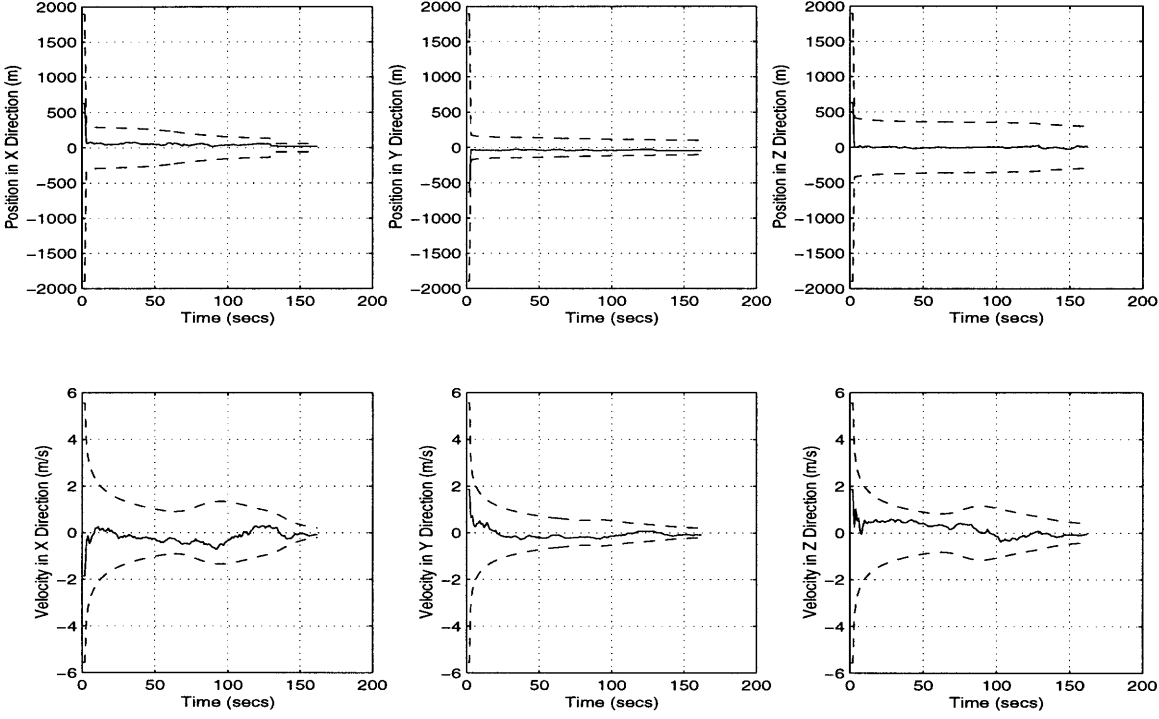 2000
1500
1000
500
0
−500
−1000
−1500
−2000
0 50 100 150 200
Time (secs)
Position in X Direction (m)
2000
1500
1000
500
0
−500
−1000
−1500
−2000
0 50 100 150 200
Time (secs)
Position in Y Direction (m)
2000
1500
1000
500
0
−500
−1000
−1500
−2000
0 50 100 150 200
Time (secs)
Position in Z Direction (m)
6
4
2
0
−2
−4
−6
0 50 100 150 200
Time (secs)
Velocity in X Direction (m/s)
6
4
2
0
−2
−4
−6
0 50 100 150 200
Time (secs)
Velocity in Y Direction (m/s)
6
4
2
0
−2
−4
−6
0 50 100 150 200
Time (secs)
Velocity in Z Direction (m/s)